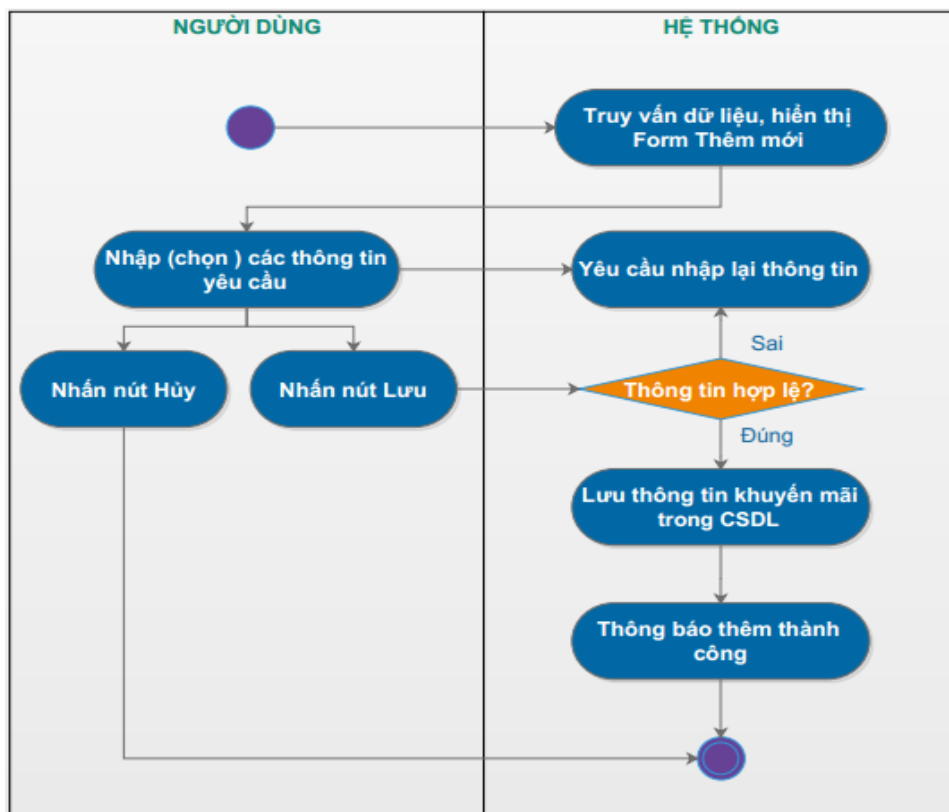 NGƯỜI DÙNG
HỆ THỐNG
Truy vấn dữ liệu, hiển thị
Form Thêm mới
Nhập (chọn ) các thông tin
yêu cầu
Yêu cầu nhập lại thông tin
Sai
Nhấn nút Hủy
Nhấn nút Lưu
Thông tin hợp lệ?
Đúng
Lưu thông tin khuyến mãi
trong CSDL
Thông báo thêm thành
công